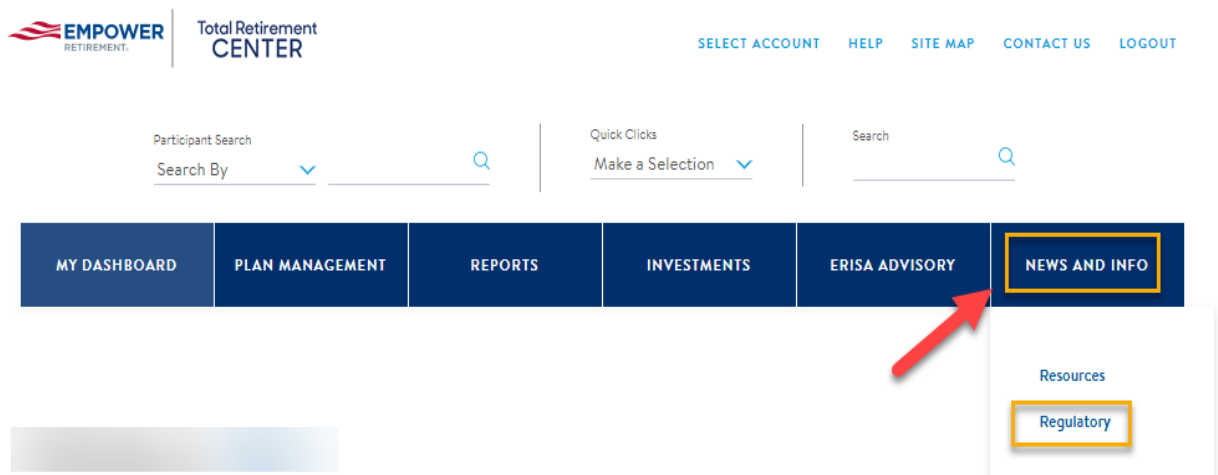 EMPOWER
RETIREMENT.
Total Retirement
CENTER
SELECT ACCOUNT HELP SITE MAP CONTACT US LOGOUT
Participant Search
Search By
Quick Clicks
Make a Selection
Search
MY DASHBOARD PLAN MANAGEMENT REPORTS INVESTMENTS ERISA ADVISORY NEWS AND INFO
Resources
Regulatory